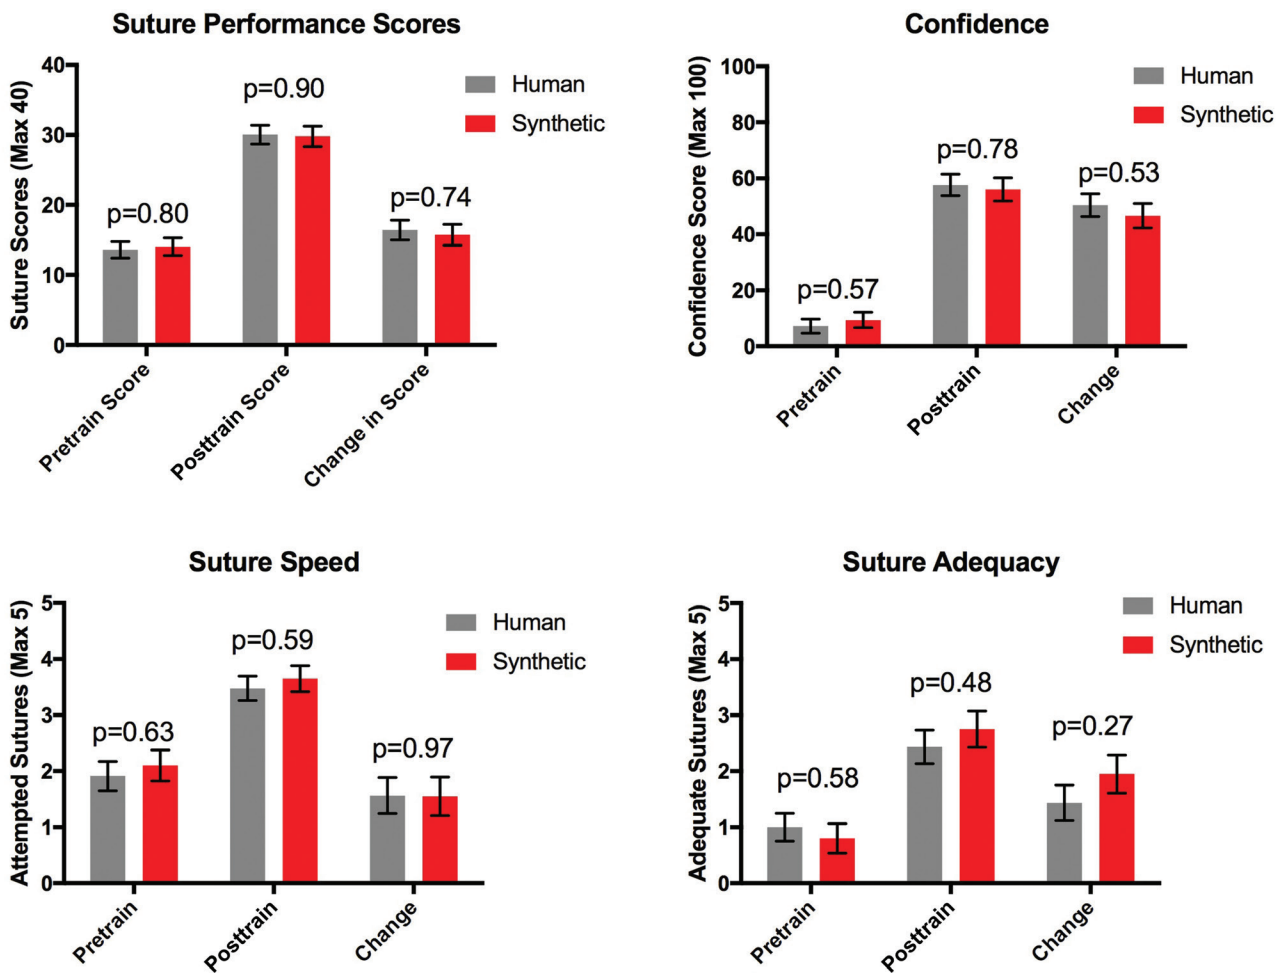 Suture Performance Scores
Suture Scores (Max 40)
40
30
20
10
0
p=0.80
p=0.90
p=0.74
Human
Synthetic
Pretrain Score
Posttrain Score
Change in Score
Confidence
Confidence Score (Max 100)
100
80
60
40
20
0
p=0.57
p=0.78
p=0.53
Human
Synthetic
Pretrain
Posttrain
Change
Suture Speed
Attempted Sutures (Max 5)
5
4
3
2
1
0
p=0.63
p=0.59
p=0.97
Human
Synthetic
Pretrain
Posttrain
Change
Suture Adequacy
Adequate Sutures (Max 5)
5
4
3
2
1
0
p=0.58
p=0.48
p=0.27
Human
Synthetic
Pretrain
Posttrain
Change